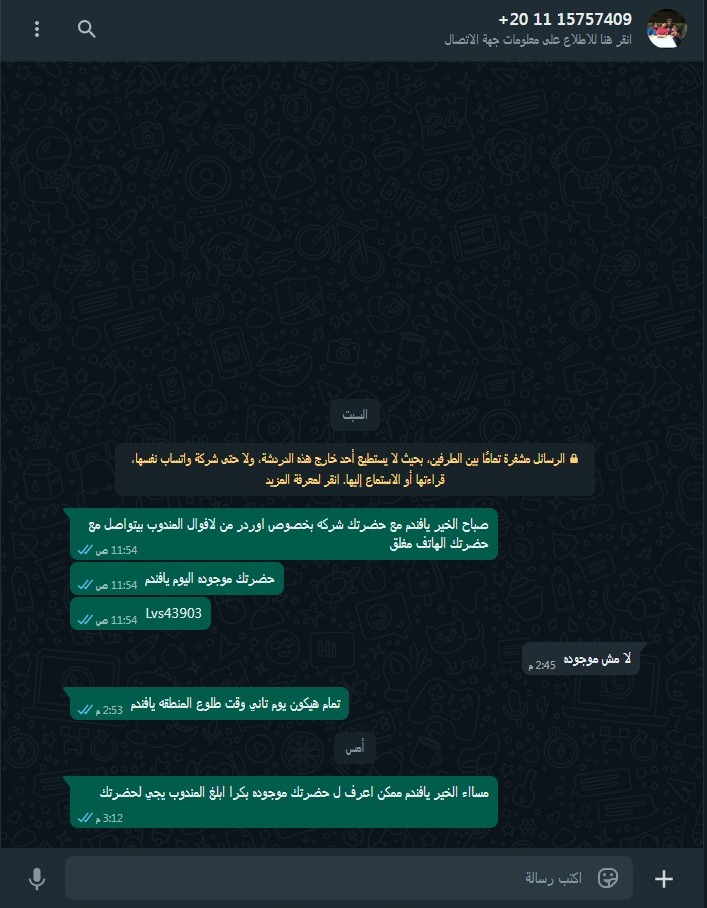 +20 11 15757409
انقر هنا للاطلاع على معلومات جهة الاتصال
السبت
الرسائل مشفرة تمامًا بين الطرفين، بحيث لا يستطيع أحد خارج هذه الدردشة، ولا حتى شركة واتساب نفسها،
قراءتها أو الاستماع إليها. انقر لمعرفة المزيد
صباح الخير يافندم مع حضرتك شركه بخصوص اوردر من لافوال المندوب بيتواصل مع
حضرتك الهاتف مغلق
11:54 ص
حضرتك موجوده اليوم يافندم
11:54 ص
Lvs43903
11:54 ص
لا مش موجوده
2:45 م
تمام هيكون يوم تاني وقت طلوع المنطقه يافندم
2:53 م
أمس
مساء الخير يافندم ممكن اعرف ل حضرتك موجوده بكرا ابلغ المندوب يجي لحضرتك
3:12 م
اكتب رسالة